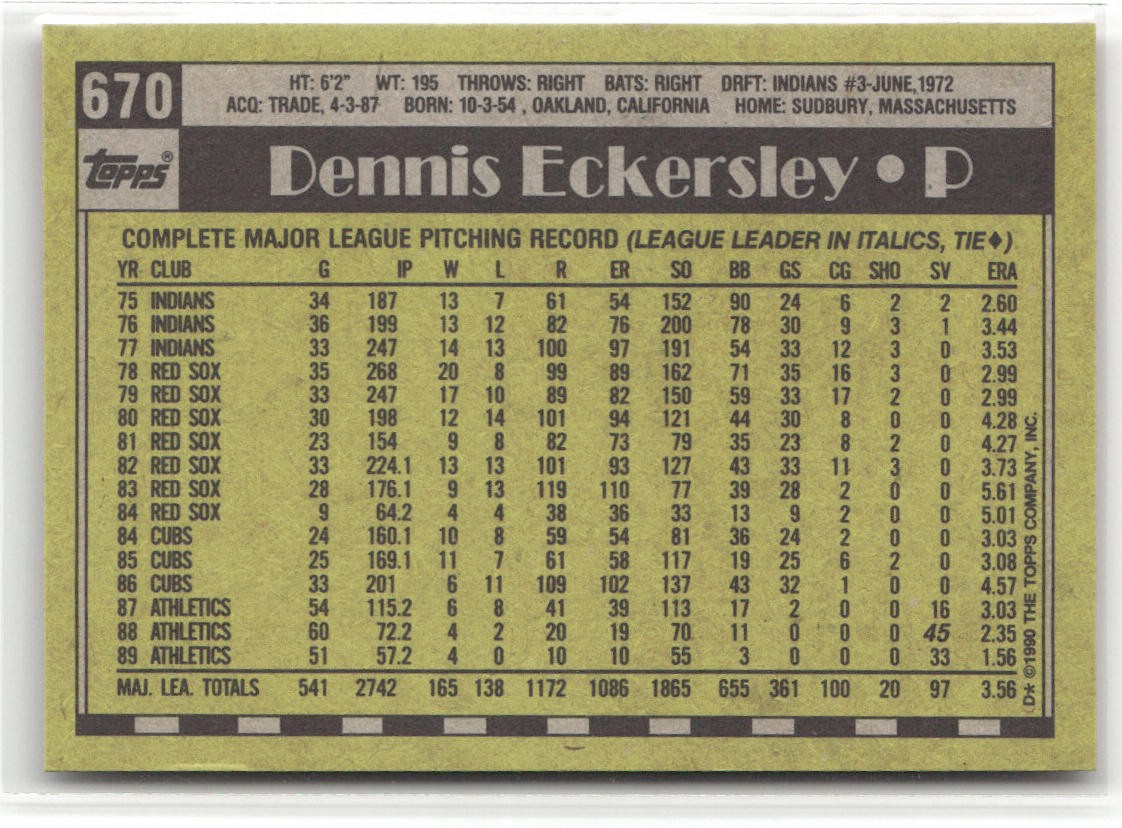 670
HT: 6'2" WT: 195 THROWS: RIGHT BATS: RIGHT DRFT: INDIANS #3-JUNE,1972
ACQ: TRADE, 4-3-87 BORN: 10-3-54 , OAKLAND, CALIFORNIA HOME: SUDBURY, MASSACHUSETTS
topps®
Dennis Eckersley • P
COMPLETE MAJOR LEAGUE PITCHING RECORD (LEAGUE LEADER IN ITALICS, TIE♦)
YR CLUB G IP W L R ER SO BB GS CG SHO SV ERA
75 INDIANS 34 187 13 7 61 54 152 90 24 6 2 2 2.60
76 INDIANS 36 199 13 12 82 76 200 78 30 9 3 1 3.44
77 INDIANS 33 247 14 13 100 97 191 54 33 12 3 0 3.53
78 RED SOX 35 268 20 8 99 89 162 71 35 16 3 0 2.99
79 RED SOX 33 247 17 10 89 82 150 59 33 17 2 0 2.99
80 RED SOX 30 198 12 14 101 94 121 44 30 8 0 0 4.28
81 RED SOX 23 154 9 8 82 73 79 35 23 8 2 0 4.27
82 RED SOX 33 224.1 13 13 101 93 127 43 33 11 3 0 3.73
83 RED SOX 28 176.1 9 13 119 110 77 39 28 2 0 0 5.61
84 RED SOX 9 64.2 4 4 38 36 33 13 9 2 0 0 5.01
84 CUBS 24 160.1 10 8 59 54 81 36 24 2 0 0 3.03
85 CUBS 25 169.1 11 7 61 58 117 19 25 6 2 0 3.08
86 CUBS 33 201 6 11 109 102 137 43 32 1 0 0 4.57
87 ATHLETICS 54 115.2 6 8 41 39 113 17 2 0 0 16 3.03
88 ATHLETICS 60 72.2 4 2 20 19 70 11 0 0 0 45 2.35
89 ATHLETICS 51 57.2 4 0 10 10 55 3 0 0 0 33 1.56
MAJ. LEA. TOTALS 541 2742 165 138 1172 1086 1865 655 361 100 20 97 3.56
D* ©1990 THE TOPPS COMPANY, INC.